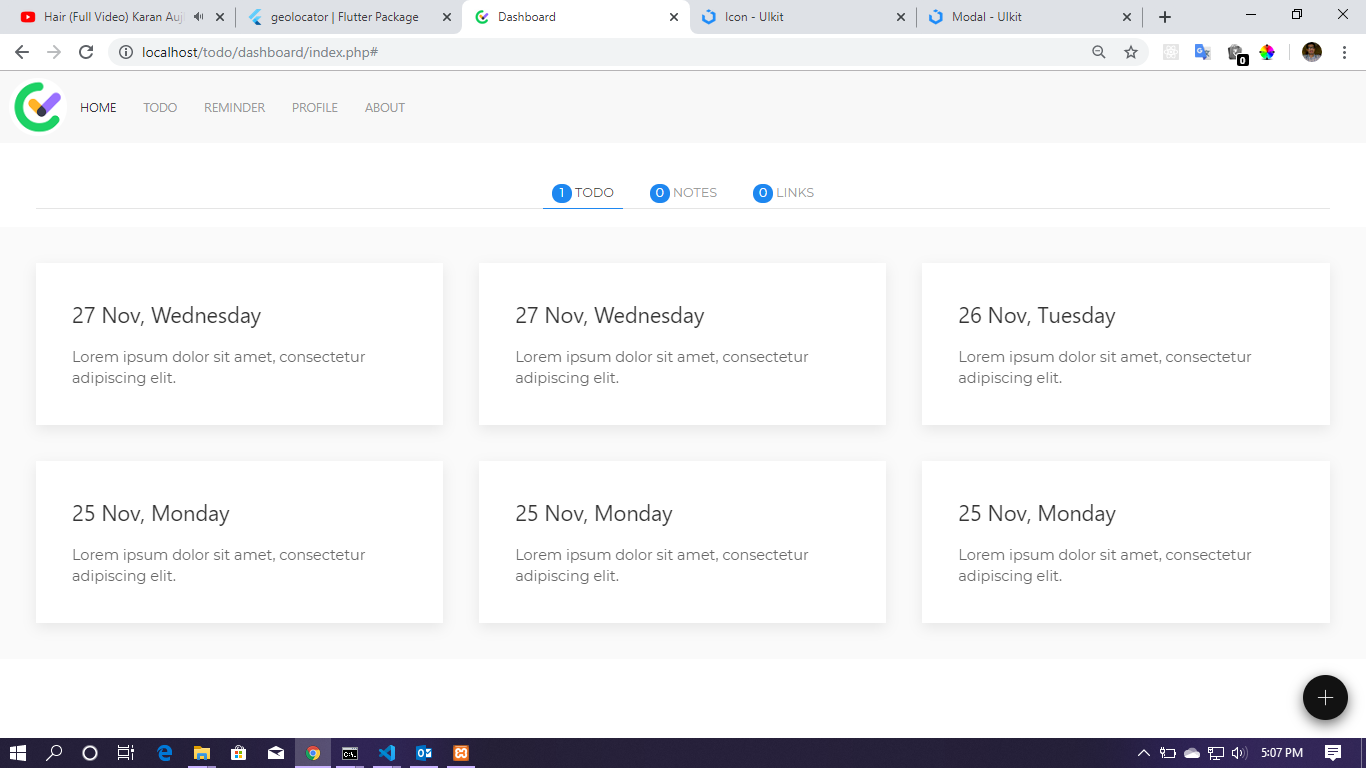 Hair (Full Video) Karan Auj
geolocator | Flutter Package
Dashboard
Icon - UIkit
Modal - UIkit
localhost/todo/dashboard/index.php#
0
HOME TODO REMINDER PROFILE ABOUT
1 TODO 0 NOTES 0 LINKS
27 Nov, Wednesday
Lorem ipsum dolor sit amet, consectetur
adipiscing elit.
27 Nov, Wednesday
Lorem ipsum dolor sit amet, consectetur
adipiscing elit.
26 Nov, Tuesday
Lorem ipsum dolor sit amet, consectetur
adipiscing elit.
25 Nov, Monday
Lorem ipsum dolor sit amet, consectetur
adipiscing elit.
25 Nov, Monday
Lorem ipsum dolor sit amet, consectetur
adipiscing elit.
25 Nov, Monday
Lorem ipsum dolor sit amet, consectetur
adipiscing elit.
5:07 PM